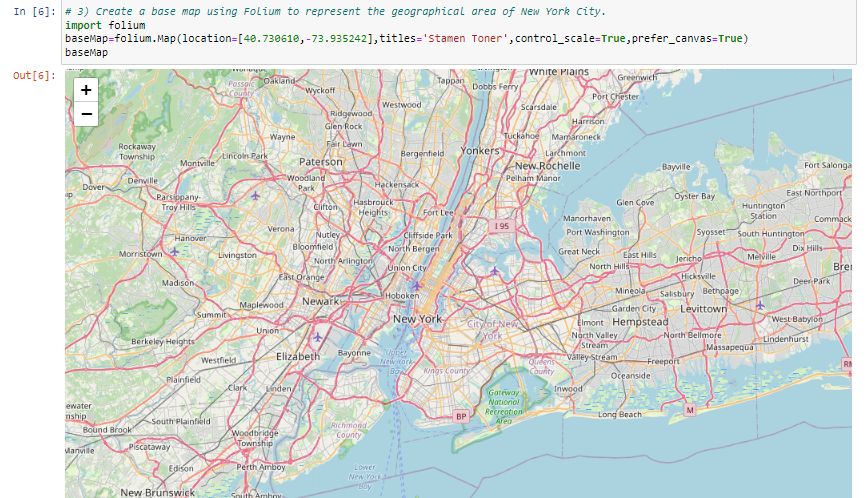 In [6]: # 3) Create a base map using Folium to represent the geographical area of New York City.
import folium
baseMap=folium.Map(location=[40.730610,-73.935242],titles='Stamen Toner',control_scale=True,prefer_canvas=True)
baseMap
Out[6]:
+
−
Oakland
Tappan
White Plains
Greenwich
Passaic
County
Wyckoff
Dobbs Ferry
Port Chester
Westwood
Scarsdale
Ridgewood
Harrison
Glen Rock
Rockaway
Township
Wayne
Fair Lawn
Tuckahoe
Mamaroneck
Lincoln Park
Bergenfield
Yonkers
Larchmont
Montville
Paterson
New Rochelle
Bayville
Fort Salonga
Denville
Woodland
Park
Hackensack
Pelham Manor
Dover
Parsippany-
Troy Hills
Clifton
Hasbrouck
Heights
Fort Lee
Glen Cove
Oyster Bay
East Northport
Manorhaven
Huntington
Station
Commack
Verona
Nutley
Cliffside Park
I 95
Port Washington
Syosset
South Huntington
Hanover
Bloomfield
North Bergen
Dix Hills
Morristown
Livingston
North Arlington
Great Neck
East Hills
Jericho
Melville
Union City
North Hills
East Orange
Hicksville
Deer Park
Madison
Hoboken
Mineola
Salisbury
Bethpage
Maplewood
Newark
Garden City
Levittown
Summit
New York
City of New
York
Elmont
Hempstead
West Babylon
Union
North Valley
Stream
North Bellmore
Lindenhurst
Berkeley Heights
Massapequa
Elizabeth
Bayonne
Upper
New York
Bay
Valley Stream
Westfield
Kings County
Queens
County
Freeport
Oceanside
Plainfield
Clark
Linden
Gateway
National
Recreation
Area
Inwood
M
BP
Long Beach
South Plainfield
Richmond
County
Bound Brook
Woodbridge
Township
Piscataway
Edison
Perth Amboy
Lower
New York
Bay
New Brunswick
South Amboy